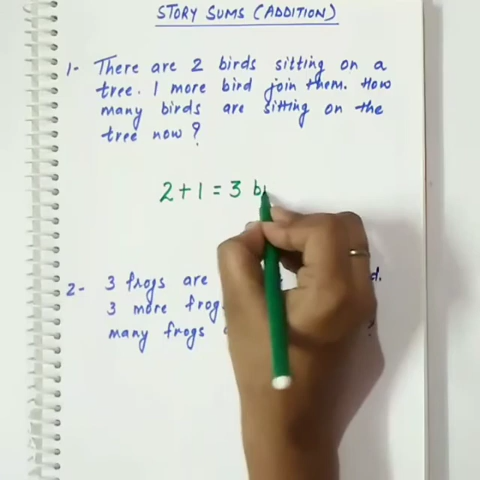 STORY SUMS (ADDITION)
1- There are 2 birds sitting on a
tree. 1 more bird join them. How
many birds are sitting on the
tree now?
2+1 = 3 b
2- 3 frogs are
3 more frog
many frogs